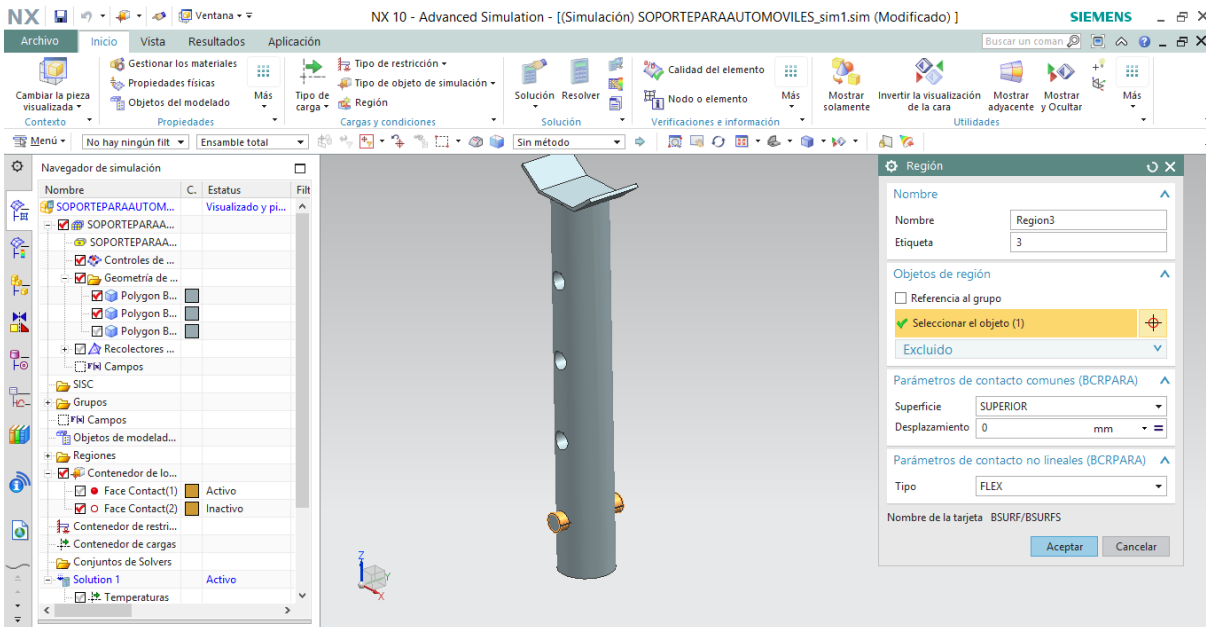 NX Ventana NX 10 - Advanced Simulation - [(Simulación) SOPORTEPARAAUTOMOVILES_sim1.sim (Modificado) ] SIEMENS
Archivo Inicio Vista Resultados Aplicación Buscar un coman
Cambiar la pieza visualizada
Contexto
Gestionar los materiales
Propiedades físicas
Objetos del modelado
Más
Propiedades
Tipo de carga
Tipo de restricción
Tipo de objeto de simulación
Región
Cargas y condiciones
Solución Resolver
Solución
Calidad del elemento
Nodo o elemento
Más
Verificaciones e información
Mostrar solamente
Invertir la visualización de la cara
Mostrar adyacente
Mostrar y Ocultar
Más
Utilidades
Menú No hay ningún filt Ensamble total Sin método
Navegador de simulación
Nombre C. Estatus Filt
SOPORTEPARAAUTOM... Visualizado y pi...
SOPORTEPARAA...
SOPORTEPARAA...
Controles de ...
Geometría de ...
Polygon B...
Polygon B...
Polygon B...
Recolectores ...
F(x) Campos
SISC
Grupos
F(x) Campos
Objetos de modelad...
Regiones
Contenedor de lo...
Face Contact(1) Activo
Face Contact(2) Inactivo
Contenedor de restri...
Contenedor de cargas
Conjuntos de Solvers
Solution 1 Activo
Temperaturas
Z
Y
X
Región
Nombre
Nombre Region3
Etiqueta 3
Objetos de región
Referencia al grupo
Seleccionar el objeto (1)
Excluido
Parámetros de contacto comunes (BCRPARA)
Superficie SUPERIOR
Desplazamiento 0 mm
Parámetros de contacto no lineales (BCRPARA)
Tipo FLEX
Nombre de la tarjeta BSURF/BSURFS
Aceptar Cancelar